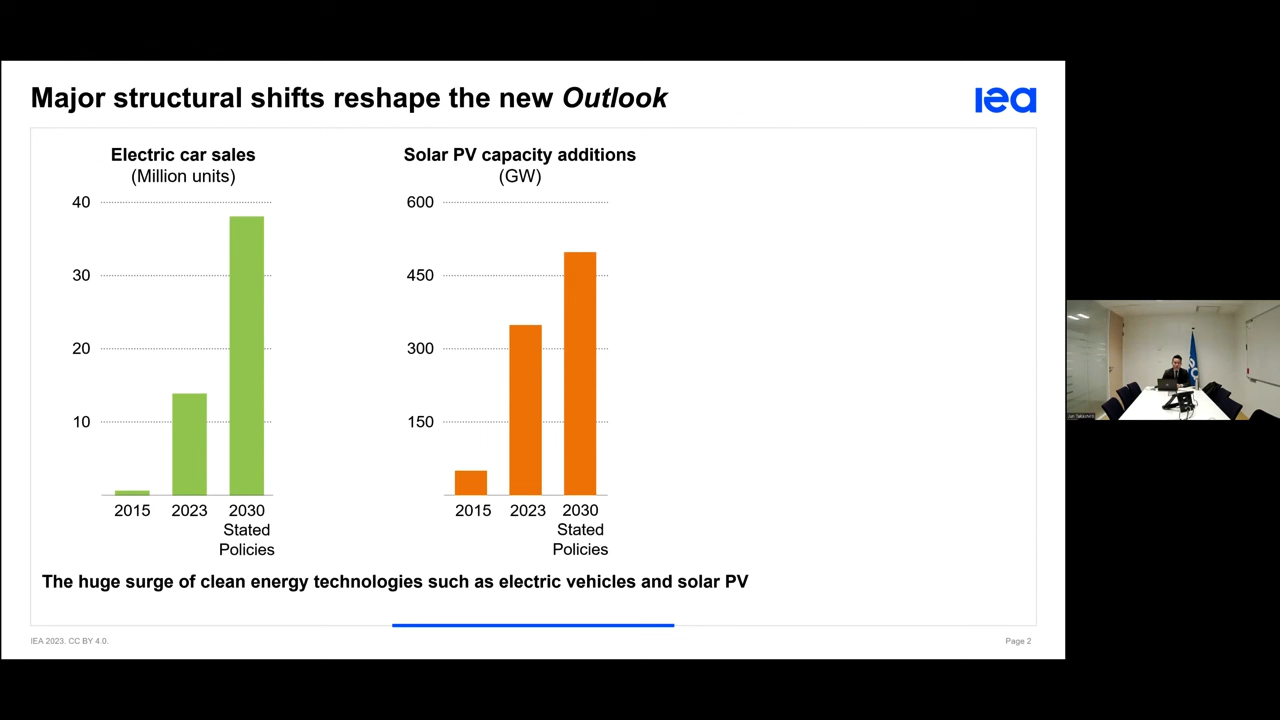 Major structural shifts reshape the new Outlook
iea
Electric car sales
(Million units)
40
30
20
10
2015
2023
2030
Stated
Policies
Solar PV capacity additions
(GW)
600
450
300
150
2015
2023
2030
Stated
Policies
The huge surge of clean energy technologies such as electric vehicles and solar PV
IEA 2023. CC BY 4.0.
Page 2